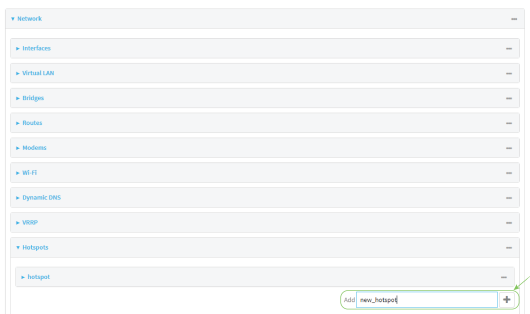 Network
Interfaces
Virtual LAN
Bridges
Routes
Modems
Wi-Fi
Dynamic DNS
VRRP
Hotspots
hotspot
Add new_hotspot